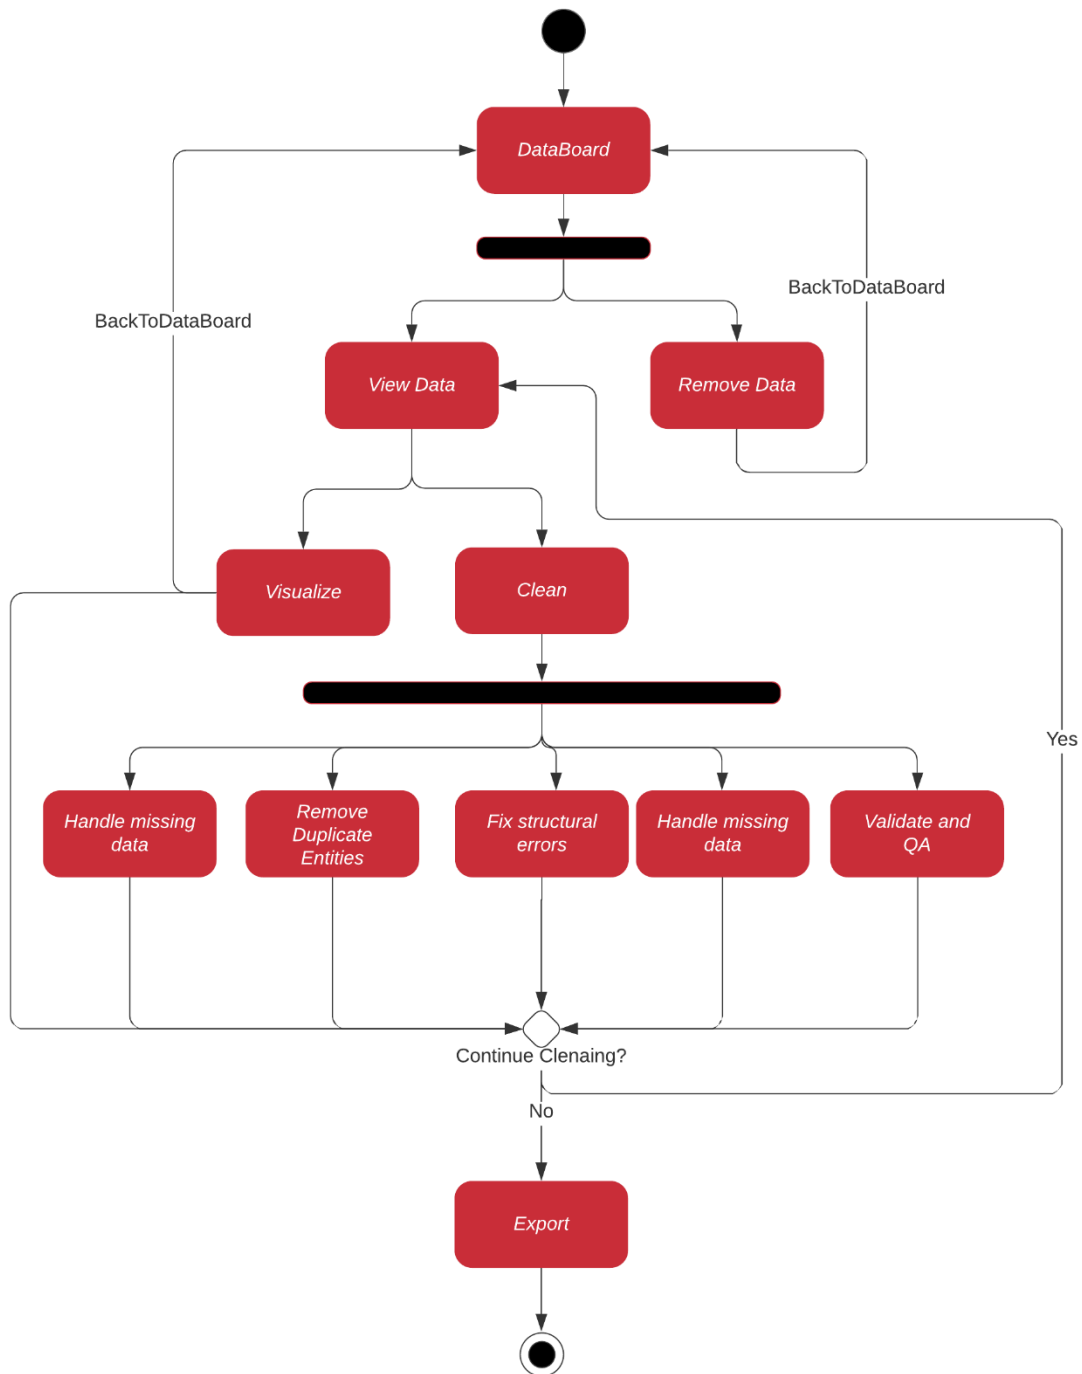 DataBoard
BackToDataBoard
BackToDataBoard
View Data
Remove Data
Visualize
Clean
Yes
Handle missing
data
Remove
Duplicate
Entities
Fix structural
errors
Handle missing
data
Validate and
QA
Continue Clenaing?
No
Export